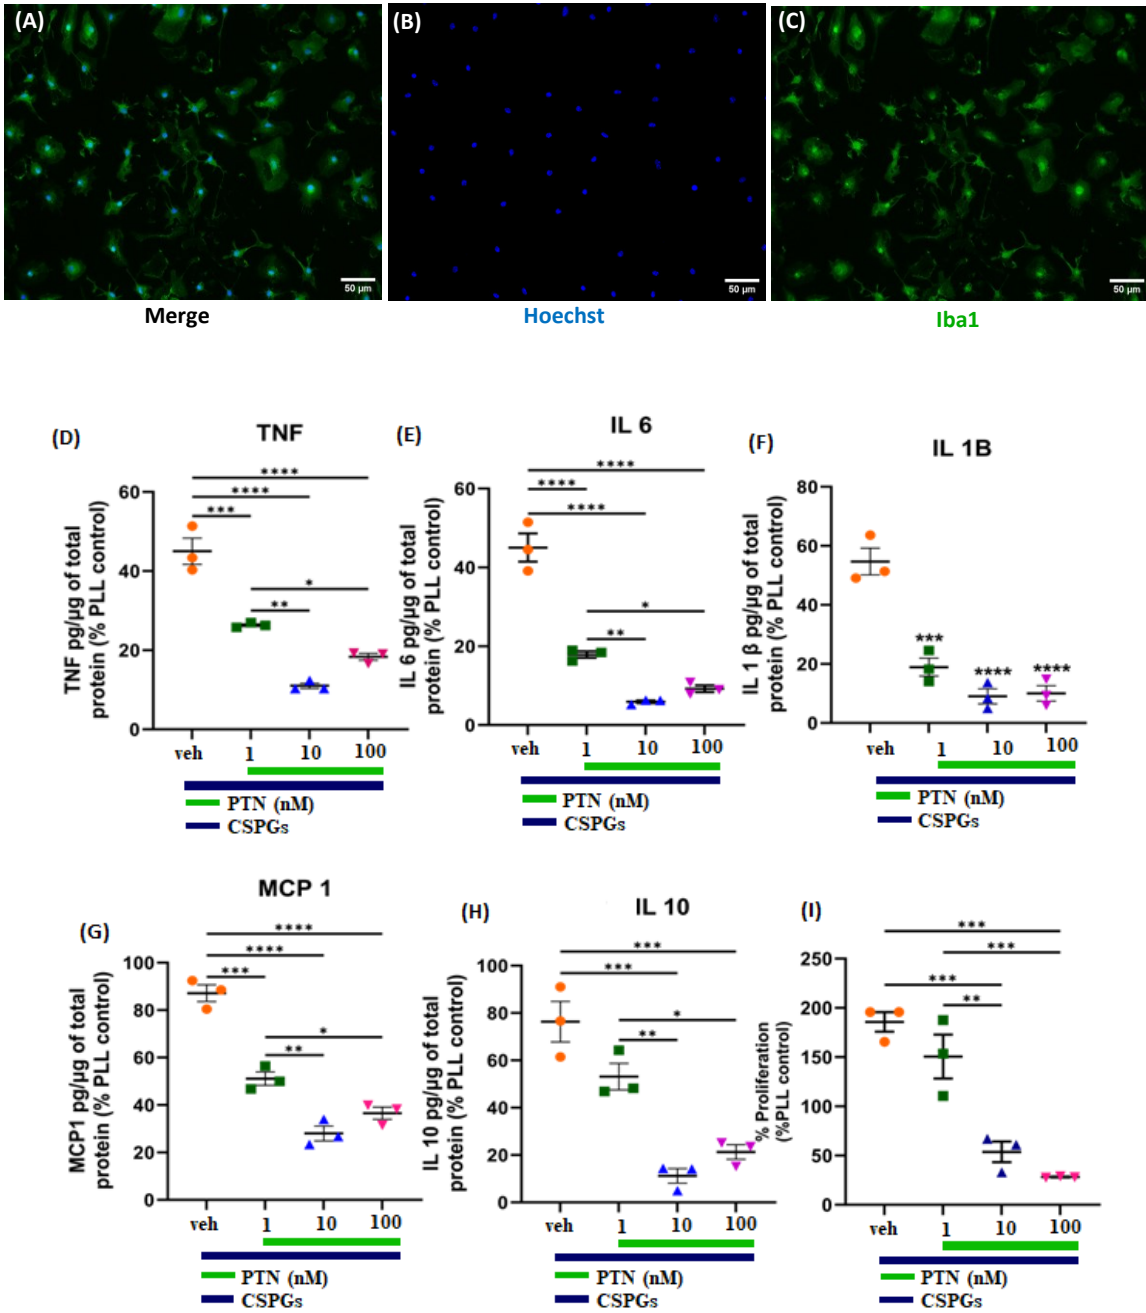 (A)
(B)
(C)
50 µm
50 µm
50 µm
Merge
Hoechst
Iba1
(D)
TNF
TNF pg/µg of total
protein (% PLL control)
60
40
20
0
****
****
***
*
**
veh
1
10
100
PTN (nM)
CSPGs
(E)
IL 6
IL 6 pg/µg of total
protein (% PLL control)
60
40
20
0
****
****
****
*
**
veh
1
10
100
PTN (nM)
CSPGs
(F)
IL 1B
IL 1 β pg/µg of total
protein (% PLL control)
80
60
40
20
0
***
****
****
veh
1
10
100
PTN (nM)
CSPGs
(G)
MCP 1
MCP1 pg/µg of total
protein (% PLL control)
100
80
60
40
20
0
****
****
***
*
**
veh
1
10
100
PTN (nM)
CSPGs
(H)
IL 10
IL 10 pg/µg of total
protein (% PLL control)
100
80
60
40
20
0
***
***
*
**
veh
1
10
100
PTN (nM)
CSPGs
(I)
% Proliferation
(%PLL control)
250
200
150
100
50
0
***
***
***
**
veh
1
10
100
PTN (nM)
CSPGs